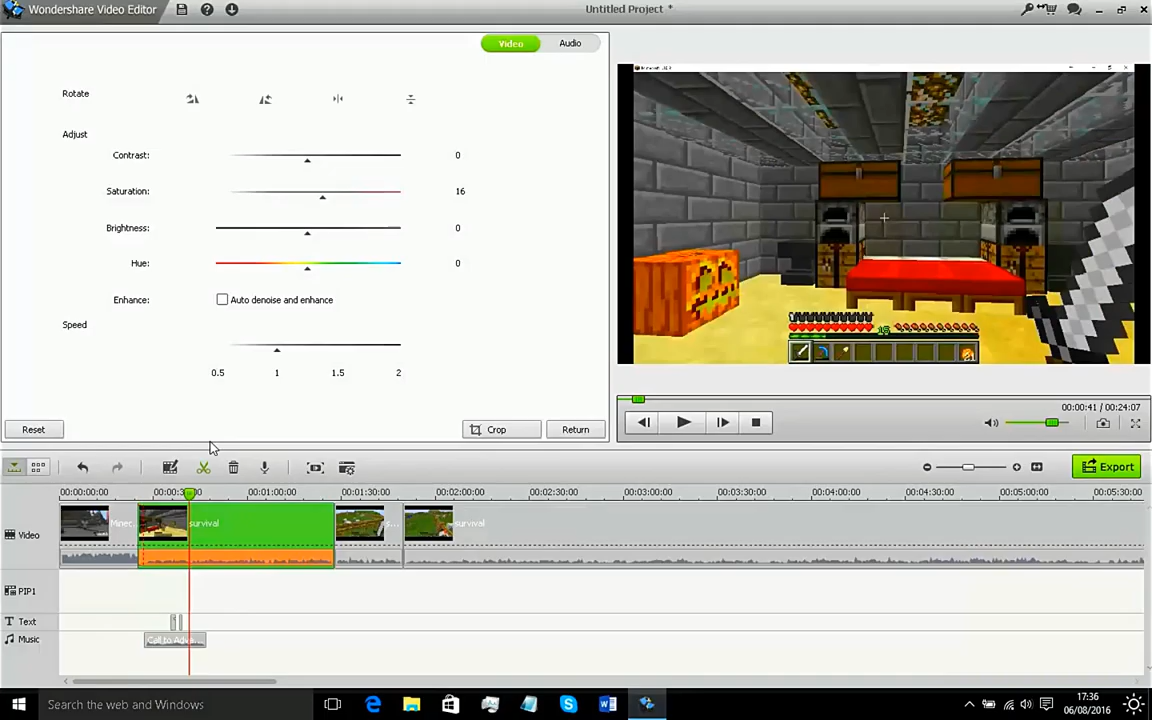 Wondershare Video Editor
Untitled Project *
Video
Audio
Rotate
Adjust
Contrast:
0
Saturation:
16
Brightness:
0
Hue:
0
Enhance:
Auto denoise and enhance
Speed
0.5
1
1.5
2
Reset
Crop
Return
00:00:41 / 00:24:07
Export
00:00:00:00
00:01:00:00
00:01:30:00
00:02:00:00
00:02:30:00
00:03:00:00
00:03:30:00
00:04:00:00
00:04:30:00
00:05:00:00
00:05:30:00
Video
Minec...
survival
s...
survival
PIP1
Text
Music
Call to Adv...
Search the web and Windows
17:36
06/08/2016